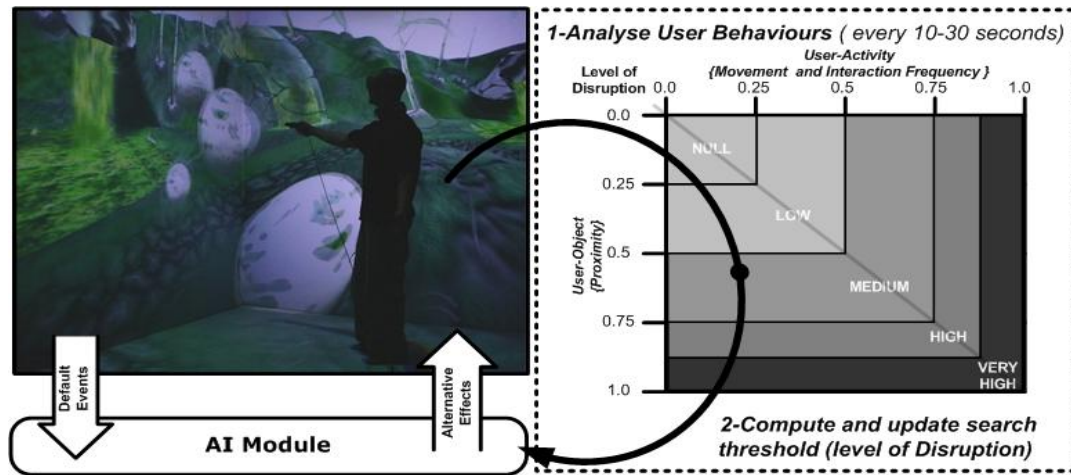 1-Analyse User Behaviours ( every 10-30 seconds)
User-Activity
{Movement and Interaction Frequency }
Level of
Disruption
0.0 0.25 0.5 0.75 1.0
0.0
NULL
0.25
LOW
User-Object
{Proximity}
0.5
MEDIUM
0.75
HIGH
VERY
HIGH
1.0
2-Compute and update search
threshold (level of Disruption)
Default
Events
Alternative
Effects
AI Module